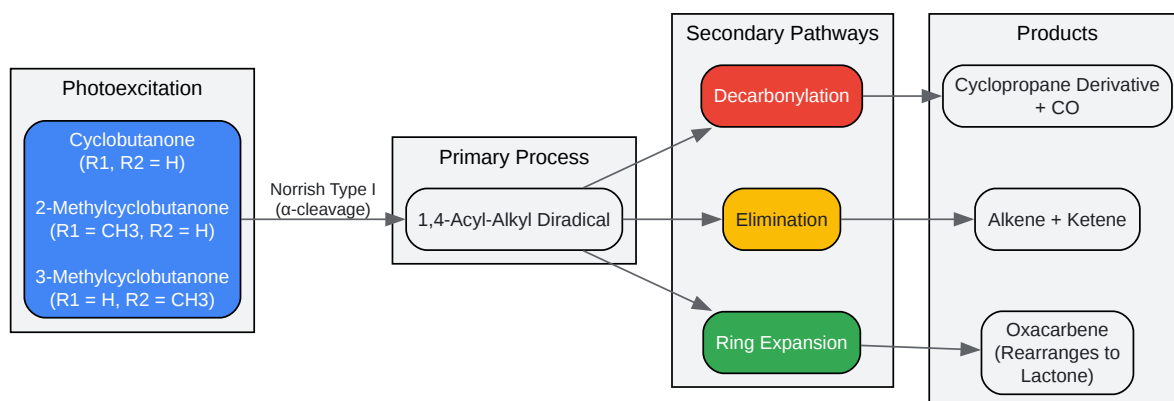 Photoexcitation
Cyclobutanone
(R1, R2 = H)
2-Methylcyclobutanone
(R1 = CH3, R2 = H)
3-Methylcyclobutanone
(R1 = H, R2 = CH3)
Norrish Type I
(α-cleavage)
Primary Process
1,4-Acyl-Alkyl Diradical
Secondary Pathways
Decarbonylation
Elimination
Ring Expansion
Products
Cyclopropane Derivative
+ CO
Alkene + Ketene
Oxacarbene
(Rearranges to
Lactone)